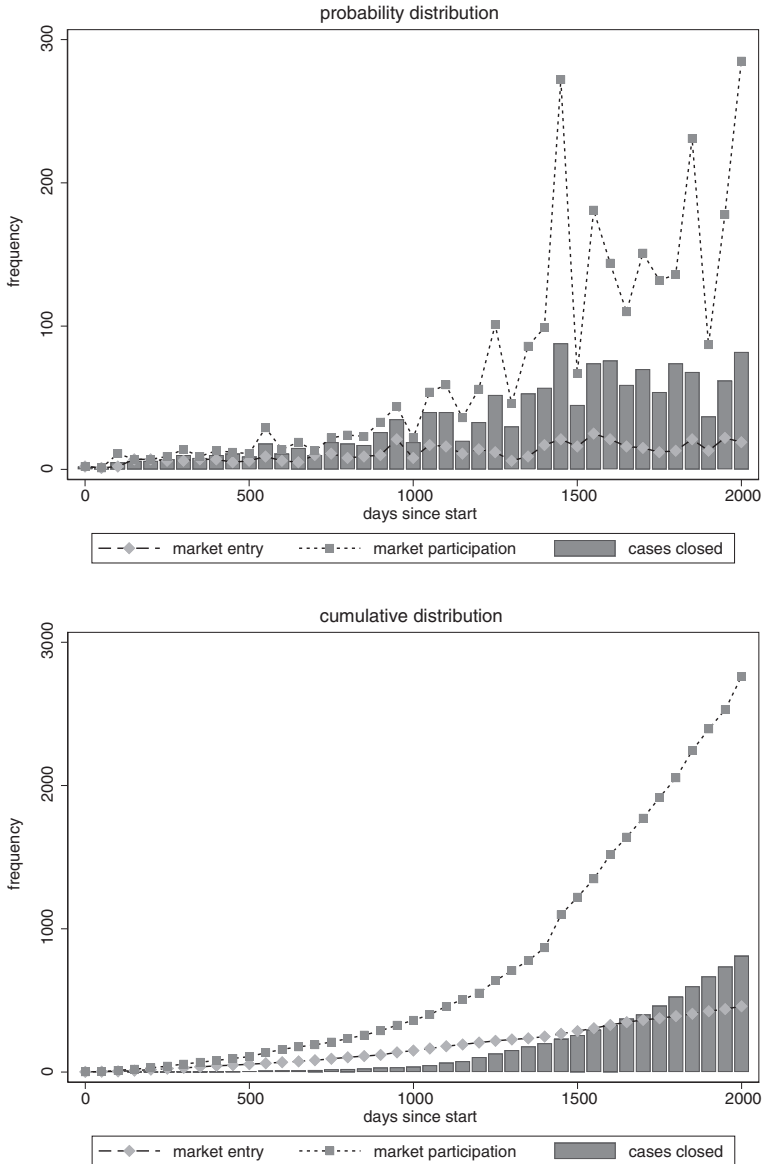 probability distribution
300
200
100
0
frequency
0 500 1000 1500 2000
days since start
market entry market participation cases closed
cumulative distribution
3000
2000
1000
0
frequency
0 500 1000 1500 2000
days since start
market entry market participation cases closed